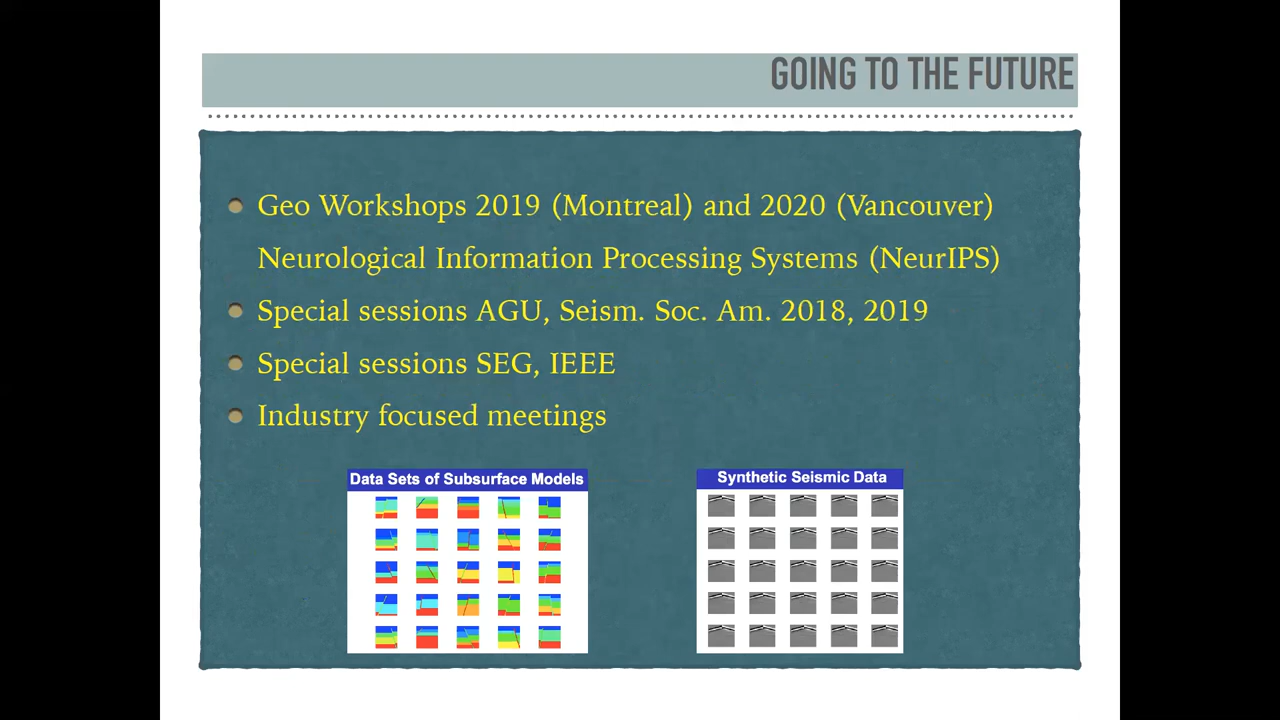 GOING TO THE FUTURE
Geo Workshops 2019 (Montreal) and 2020 (Vancouver)
Neurological Information Processing Systems (NeurIPS)
Special sessions AGU, Seism. Soc. Am. 2018, 2019
Special sessions SEG, IEEE
Industry focused meetings
Data Sets of Subsurface Models
Synthetic Seismic Data